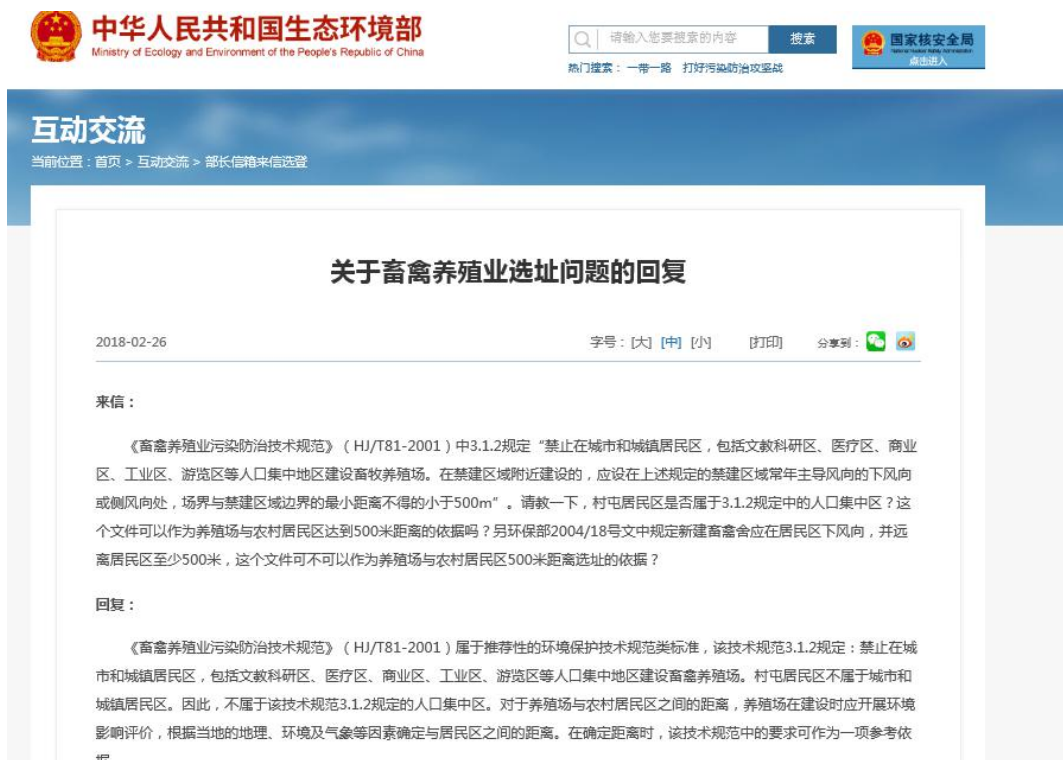 中华人民共和国生态环境部
Ministry of Ecology and Environment of the People's Republic of China
请输入您要搜索的内容
搜索
热门搜索： 一带一路 打好污染防治攻坚战
国家核安全局
National Nuclear Safety Administration
点击进入
互动交流
当前位置：首页 > 互动交流 > 部长信箱来信选登
关于畜禽养殖业选址问题的回复
2018-02-26
字号：[大] [中] [小] [打印] 分享到：
来信：
《畜禽养殖业污染防治技术规范》（HJ/T81-2001）中3.1.2规定“禁止在城市和城镇居民区，包括文教科研区、医疗区、商业
区、工业区、游览区等人口集中地区建设畜牧养殖场。在禁建区域附近建设的，应设在上述规定的禁建区域常年主导风向的下风向
或侧风向处，场界与禁建区域边界的最小距离不得的小于500m”。请教一下，村屯居民区是否属于3.1.2规定中的人口集中区？这
个文件可以作为养殖场与农村居民区达到500米距离的依据吗？另环保部2004/18号文中规定新建畜禽舍应在居民区下风向，并远
离居民区至少500米，这个文件可不可以作为养殖场与农村居民区500米距离选址的依据？
回复：
《畜禽养殖业污染防治技术规范》（HJ/T81-2001）属于推荐性的环境保护技术规范类标准，该技术规范3.1.2规定：禁止在城
市和城镇居民区，包括文教科研区、医疗区、商业区、工业区、游览区等人口集中地区建设畜禽养殖场。村屯居民区不属于城市和
城镇居民区。因此，不属于该技术规范3.1.2规定的人口集中区。对于养殖场与农村居民区之间的距离，养殖场在建设时应开展环境
影响评价，根据当地的地理、环境及气象等因素确定与居民区之间的距离。在确定距离时，该技术规范中的要求可作为一项参考依